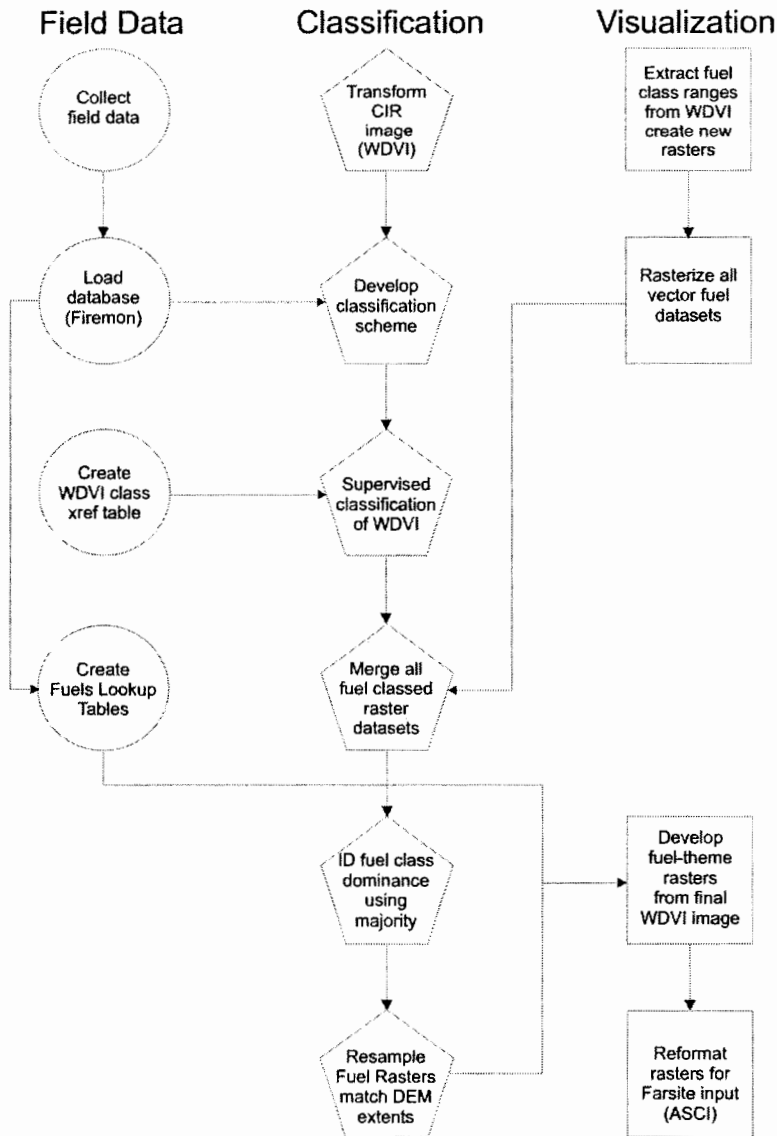 Field Data
Classification
Visualization
Collect
field data
Transform
CIR
image
(WDVI)
Extract fuel
class ranges
from WDVI
create new
rasters
Load
database
(Firemon)
Develop
classification
scheme
Rasterize all
vector fuel
datasets
Create
WDVI class
xref table
Supervised
classification
of WDVI
Create
Fuels Lookup
Tables
Merge all
fuel classed
raster
datasets
ID fuel class
dominance
using
majority
Develop
fuel-theme
rasters
from final
WDVI image
Resample
Fuel Rasters
match DEM
extents
Reformat
rasters for
Farsite input
(ASCI)